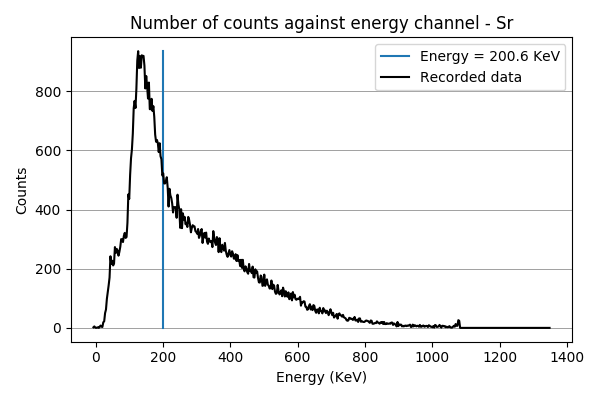 Number of counts against energy channel - Sr
Energy = 200.6 KeV
Recorded data
Counts
800
600
400
200
0
0 200 400 600 800 1000 1200 1400
Energy (KeV)